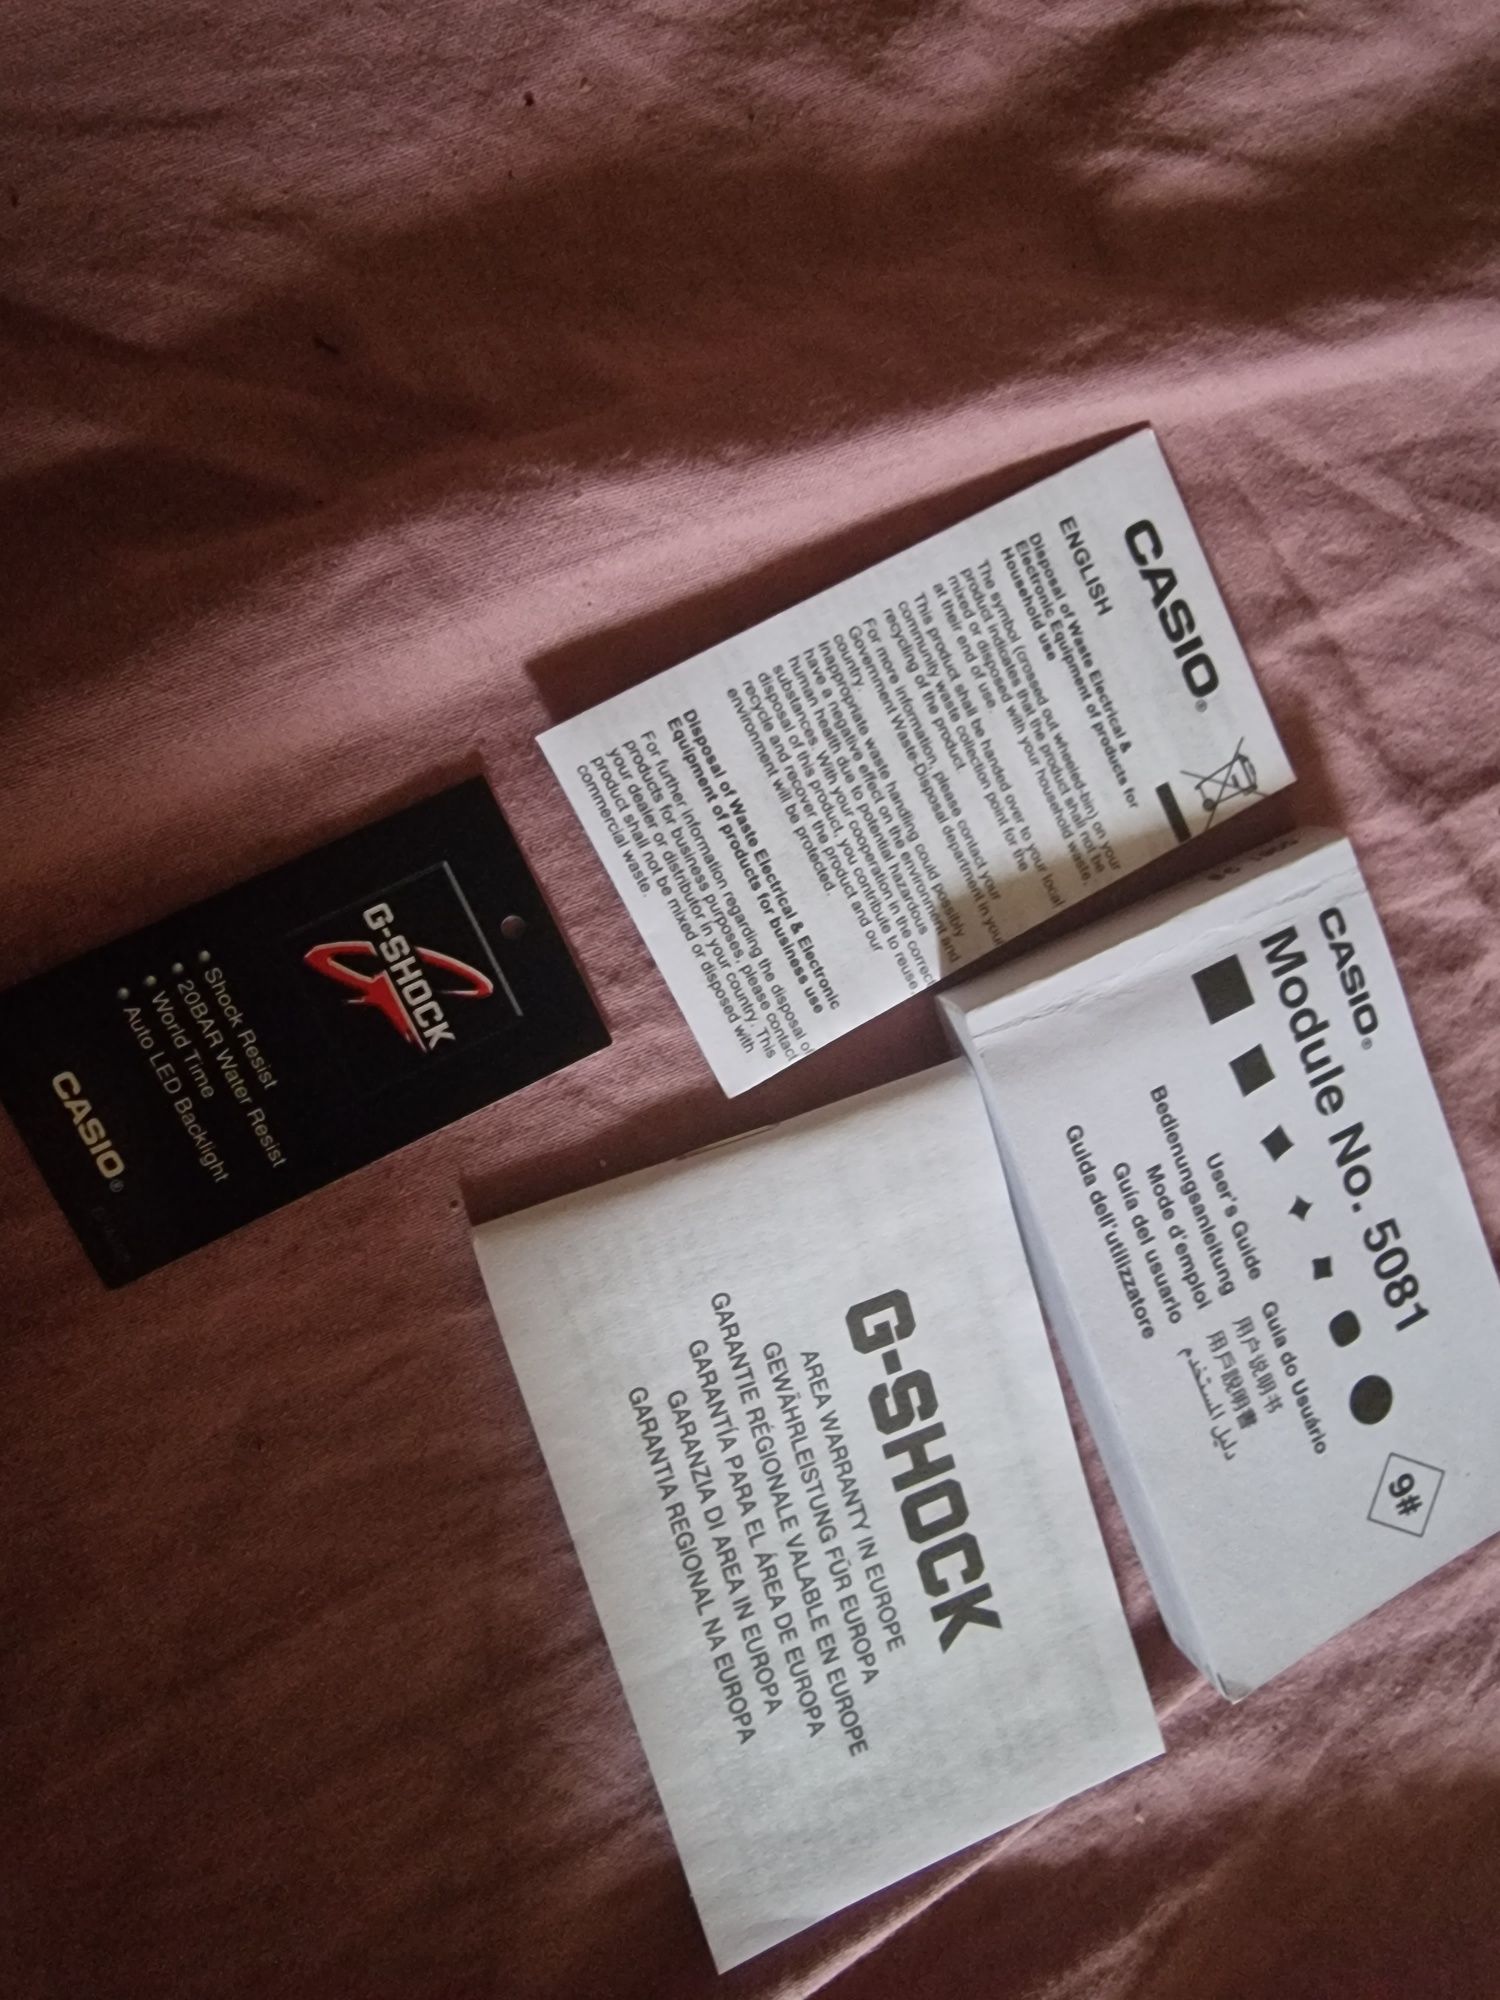 CASIO®
ENGLISH
Disposal of Waste Electrical &
Electronic Equipment of products for
Household use
The symbol (crossed out wheeled-bin) on your
product indicates that the product shall not be
mixed or disposed with your household waste,
at their end of use.
This product shall be handed over to your local
community waste collection point for the
recycling of the product.
For more information, please contact your
Government Waste-Disposal department in your
country.
Inappropriate waste handling could possibly
have a negative effect on the environment and
human health due to potential hazardous
substances. With your cooperation in the correct
disposal of this product, you contribute to reuse,
recycle and recover the product and our
environment will be protected.
Disposal of Waste Electrical & Electronic
Equipment of products for business use
For further information regarding the disposal of
products for business purposes, please contact
your dealer or distributor in your country. This
product shall not be mixed or disposed with
commercial waste.
CASIO®
Module No. 5081
User's Guide
Bedienungsanleitung
Mode d'emploi
Guía del usuario
Guida dell'utilizzatore
Guia do Usuário
用户说明书
用戶說明書
دليل المستخدم
9#
G-SHOCK
AREA WARRANTY IN EUROPE
GEWÄHRLEISTUNG FÜR EUROPA
GARANTIE RÉGIONALE VALABLE EN EUROPE
GARANTÍA PARA EL ÁREA DE EUROPA
GARANZIA DI AREA IN EUROPA
GARANTIA REGIONAL NA EUROPA
G-SHOCK
• Shock Resist
• 20BAR Water Resist
• World Time
• Auto LED Backlight
CASIO®